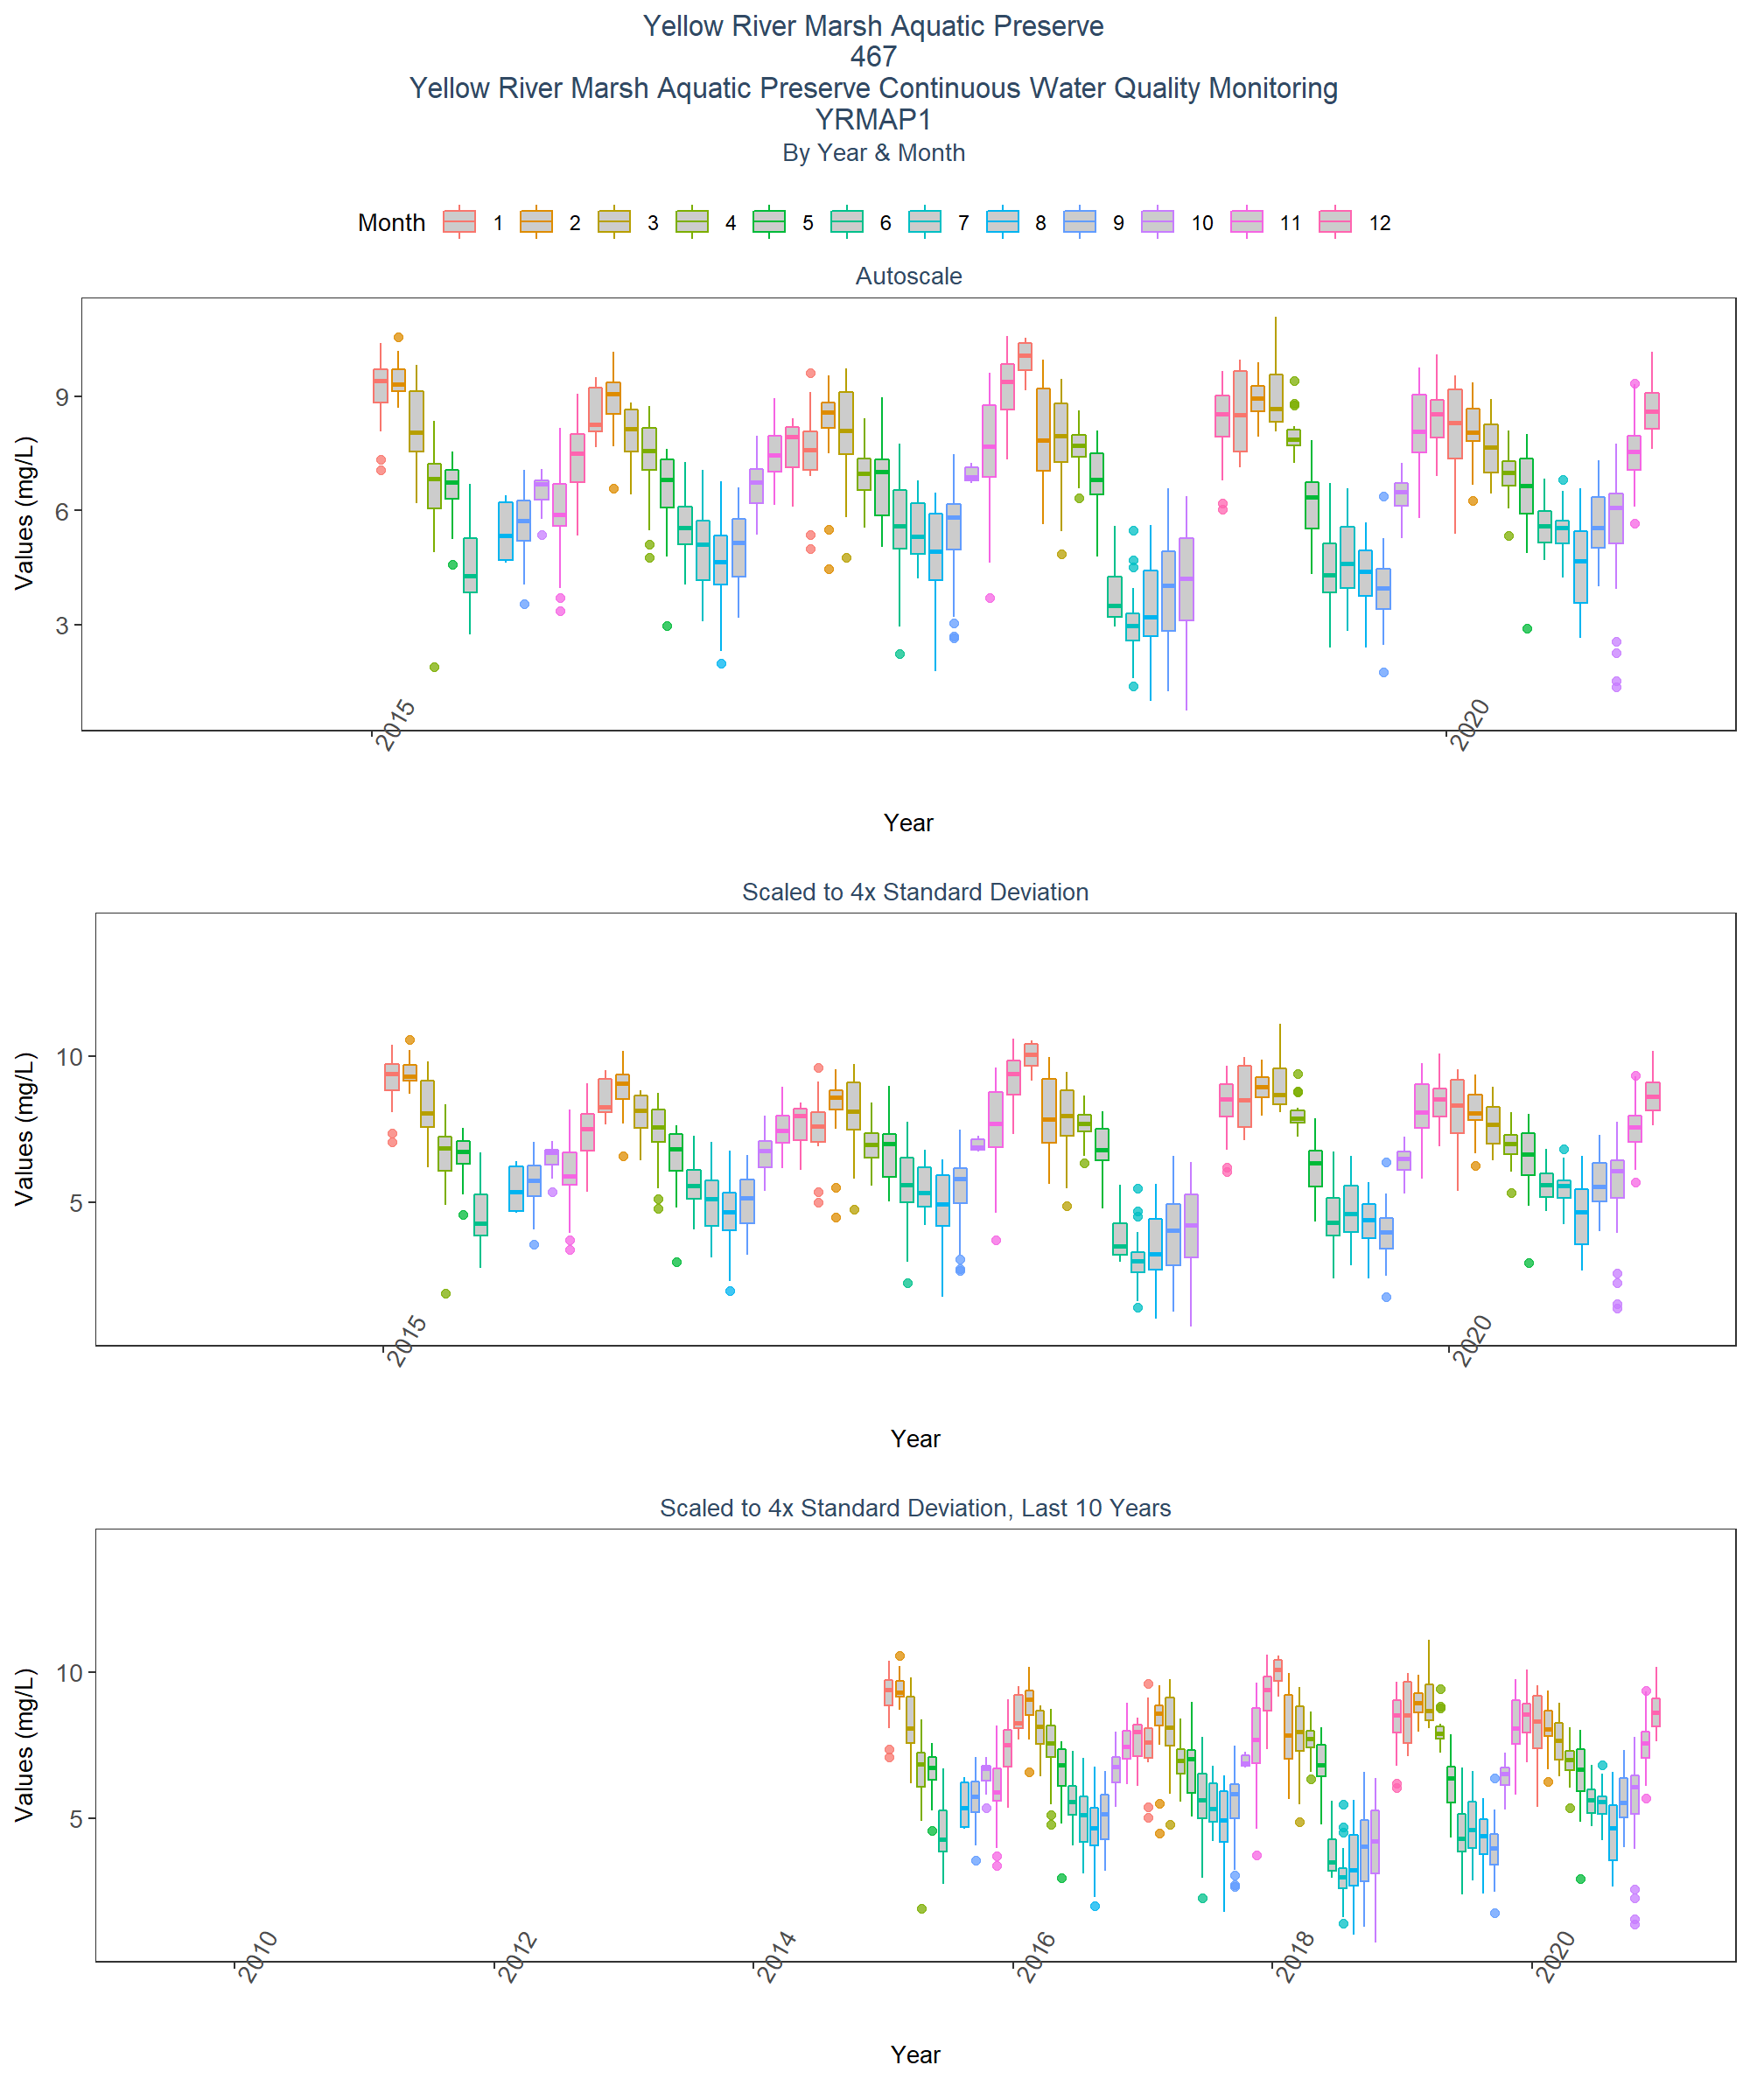 Yellow River Marsh Aquatic Preserve
467
Yellow River Marsh Aquatic Preserve Continuous Water Quality Monitoring
YRMAP1
By Year & Month
Month 1 2 3 4 5 6 7 8 9 10 11 12
Autoscale
Values (mg/L)
9
6
3
2015 2020
Year
Scaled to 4x Standard Deviation
Values (mg/L)
10
5
2015 2020
Year
Scaled to 4x Standard Deviation, Last 10 Years
Values (mg/L)
10
5
2010 2012 2014 2016 2018 2020
Year